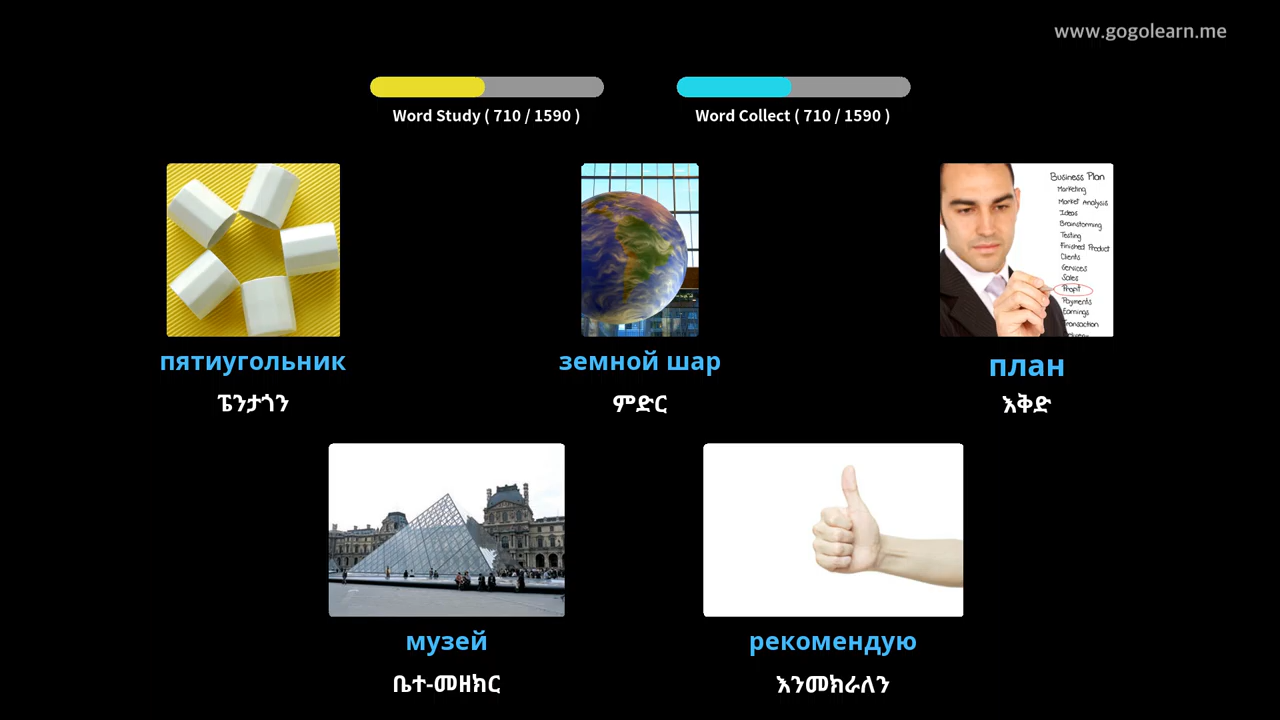 www.gogolearn.me
Word Study ( 710 / 1590 )
Word Collect ( 710 / 1590 )
Business Plan
Marketing
Market Analysis
Ideas
Brainstorming
Testing
Finished Product
Clients
Services
Sales
Profit
Payments
Earnings
Transaction
пятиугольник
земной шар
план
ፔንታጎን
ምድር
እቅድ
музей
рекомендую
ቤተ-መዘክር
እንመክራለን